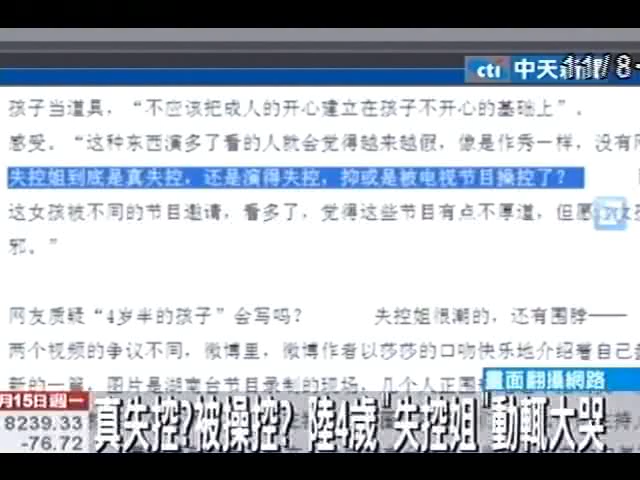 cti 中天新聞
11/8
孩子当道具，“不应该把成人的开心建立在孩子不开心的基础上”。
感受。“这种东西演多了看的人就会觉得越来越假，像是作秀一样，没有
失控姐到底是真失控，还是演得失控，抑或是被电视节目操控了？
这女孩被不同的节目邀请，看多了，觉得这些节目有点不厚道，但愿
邪。”
网友质疑“4岁半的孩子”会写吗？ 失控姐很潮的，还有围脖——
两个视频的争议不同，微博里，微博作者以莎莎的口吻快乐地介绍着自己
畫面翻攝網路
新的一篇，图片是湖南台节目录制的现场，几个人正围
月15日週一
8239.33
-76.72
真失控?被操控? 陸4歲"失控姐"動輒大哭